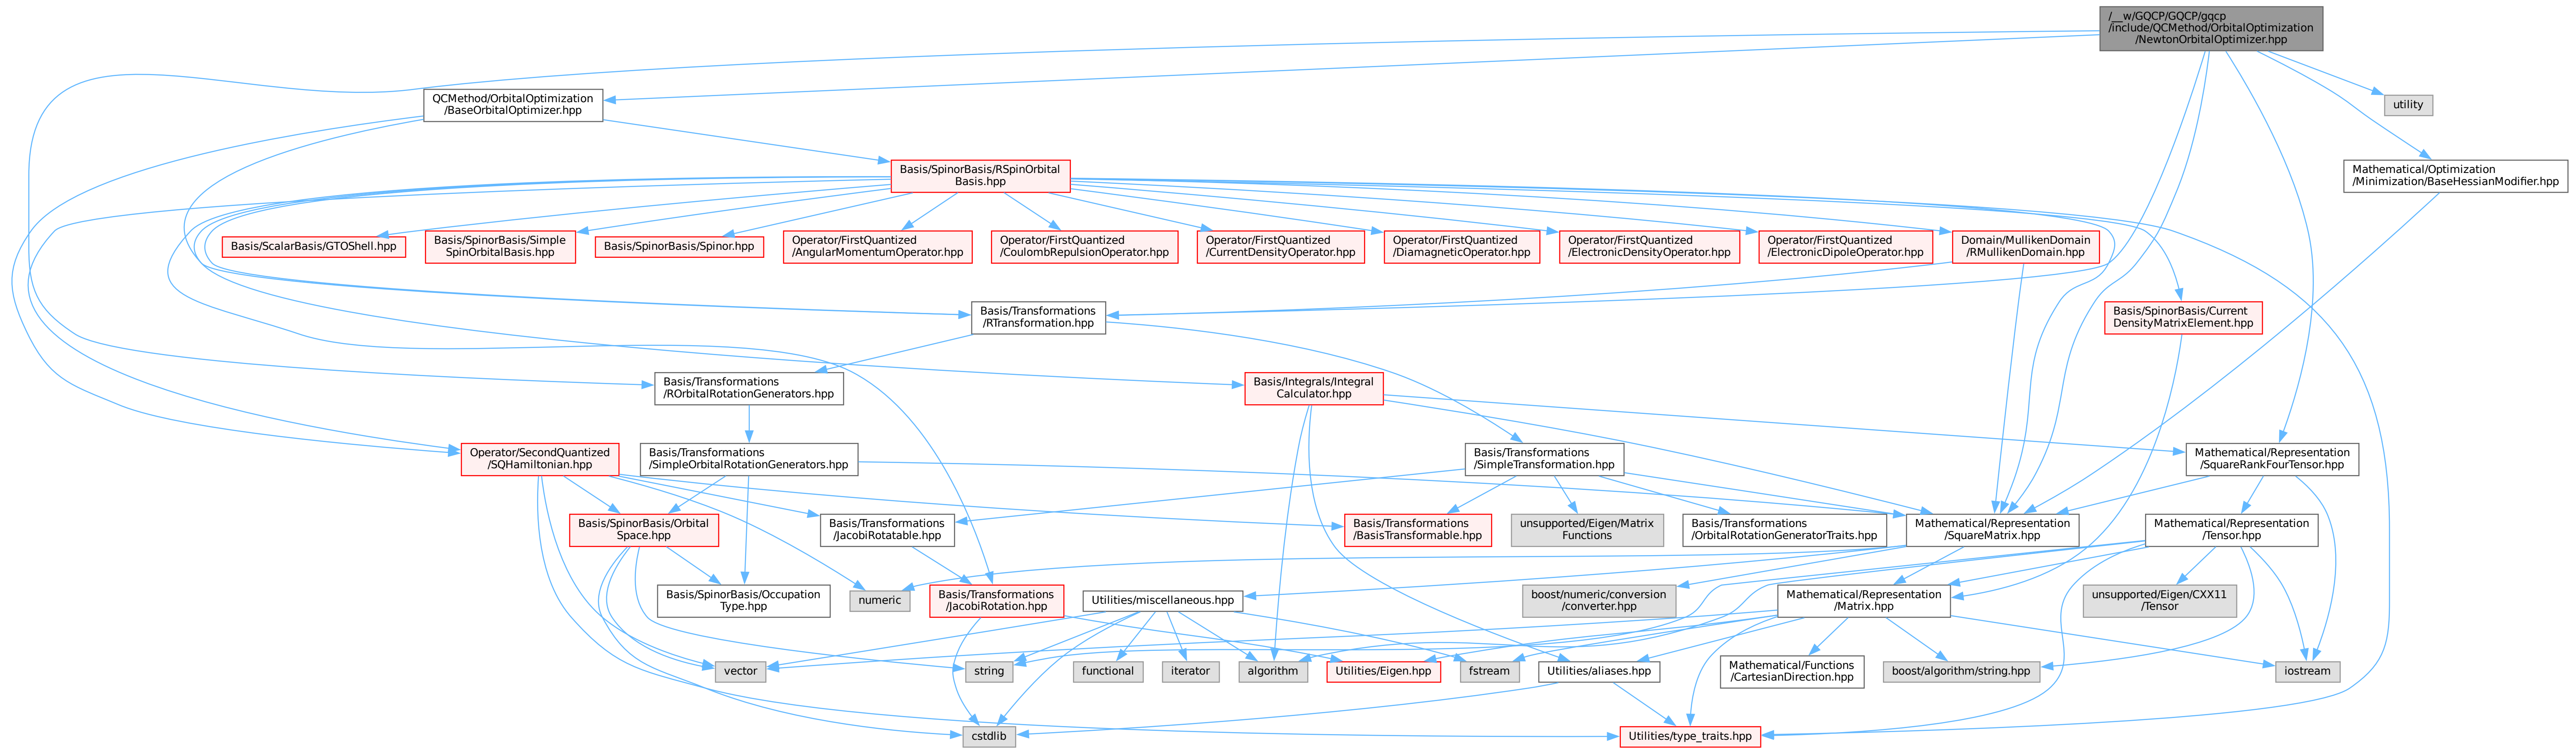 /__w/GQCP/GQCP/gqcp
/include/QCMethod/OrbitalOptimization
/NewtonOrbitalOptimizer.hpp
QCMethod/OrbitalOptimization
/BaseOrbitalOptimizer.hpp
utility
Basis/SpinorBasis/RSpinOrbital
Basis.hpp
Mathematical/Optimization
/Minimization/BaseHessianModifier.hpp
Basis/ScalarBasis/GTOShell.hpp
Basis/SpinorBasis/Simple
SpinOrbitalBasis.hpp
Basis/SpinorBasis/Spinor.hpp
Operator/FirstQuantized
/AngularMomentumOperator.hpp
Operator/FirstQuantized
/CoulombRepulsionOperator.hpp
Operator/FirstQuantized
/CurrentDensityOperator.hpp
Operator/FirstQuantized
/DiamagneticOperator.hpp
Operator/FirstQuantized
/ElectronicDensityOperator.hpp
Operator/FirstQuantized
/ElectronicDipoleOperator.hpp
Domain/MullikenDomain
/RMullikenDomain.hpp
Basis/Transformations
/RTransformation.hpp
Basis/SpinorBasis/Current
DensityMatrixElement.hpp
Basis/Transformations
/ROrbitalRotationGenerators.hpp
Basis/Integrals/Integral
Calculator.hpp
Operator/SecondQuantized
/SQHamiltonian.hpp
Basis/Transformations
/SimpleOrbitalRotationGenerators.hpp
Basis/Transformations
/SimpleTransformation.hpp
Mathematical/Representation
/SquareRankFourTensor.hpp
Basis/SpinorBasis/Orbital
Space.hpp
Basis/Transformations
/JacobiRotatable.hpp
Basis/Transformations
/BasisTransformable.hpp
unsupported/Eigen/Matrix
Functions
Basis/Transformations
/OrbitalRotationGeneratorTraits.hpp
Mathematical/Representation
/SquareMatrix.hpp
Mathematical/Representation
/Tensor.hpp
Basis/SpinorBasis/Occupation
Type.hpp
numeric
Basis/Transformations
/JacobiRotation.hpp
Utilities/miscellaneous.hpp
boost/numeric/conversion
/converter.hpp
Mathematical/Representation
/Matrix.hpp
unsupported/Eigen/CXX11
/Tensor
vector
string
functional
iterator
algorithm
Utilities/Eigen.hpp
fstream
Utilities/aliases.hpp
Mathematical/Functions
/CartesianDirection.hpp
boost/algorithm/string.hpp
iostream
cstdlib
Utilities/type_traits.hpp